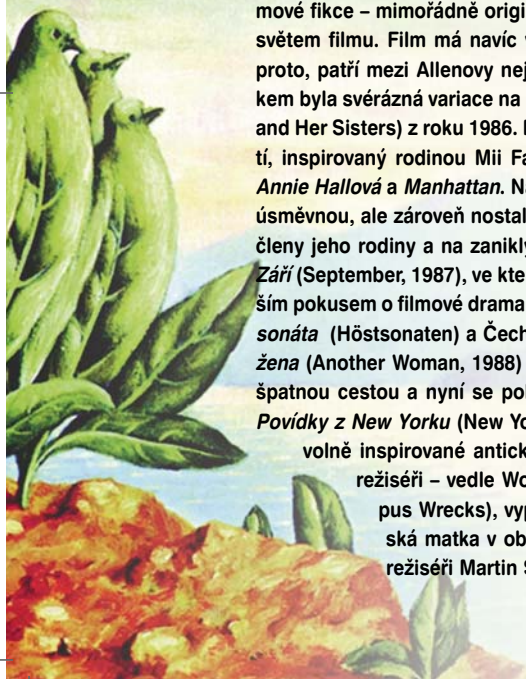 mové fikce – mimořádně origi
světem filmu. Film má navíc
proto, patří mezi Allenovy nej
kem byla svérázná variace na
and Her Sisters) z roku 1986.
tí, inspirovaný rodinou Mii Fa
Annie Hallová a Manhattan. Na
úsměvnou, ale zároveň nostal
členy jeho rodiny a na zanikl
Září (September, 1987), ve kte
ším pokusem o filmové drama
sonáta (Höstsonaten) a Čech
žena (Another Woman, 1988)
špatnou cestou a nyní se po
Povídky z New Yorku (New Yo
volně inspirované antick
režiséři – vedle Wo
pus Wrecks), vyp
ská matka v ob
režiséři Martin S